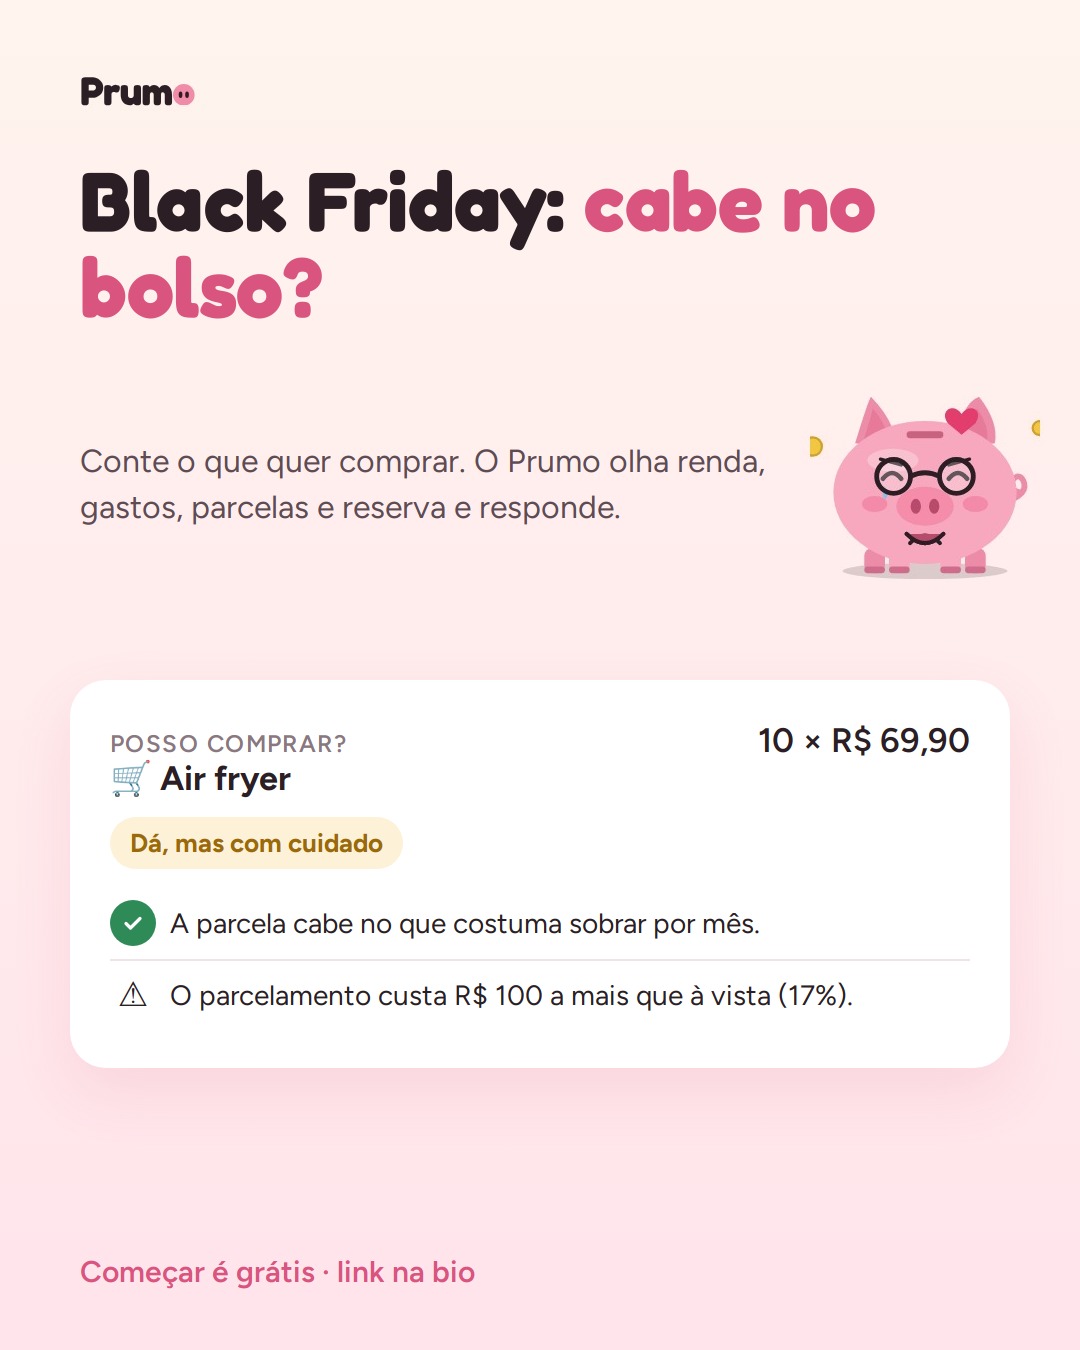 Prumo
Black Friday: cabe no
bolso?
Conte o que quer comprar. O Prumo olha renda,
gastos, parcelas e reserva e responde.
POSSO COMPRAR?
10 × R$ 69,90
🛒 Air fryer
Dá, mas com cuidado
A parcela cabe no que costuma sobrar por mês.
⚠ O parcelamento custa R$ 100 a mais que à vista (17%).
Começar é grátis · link na bio